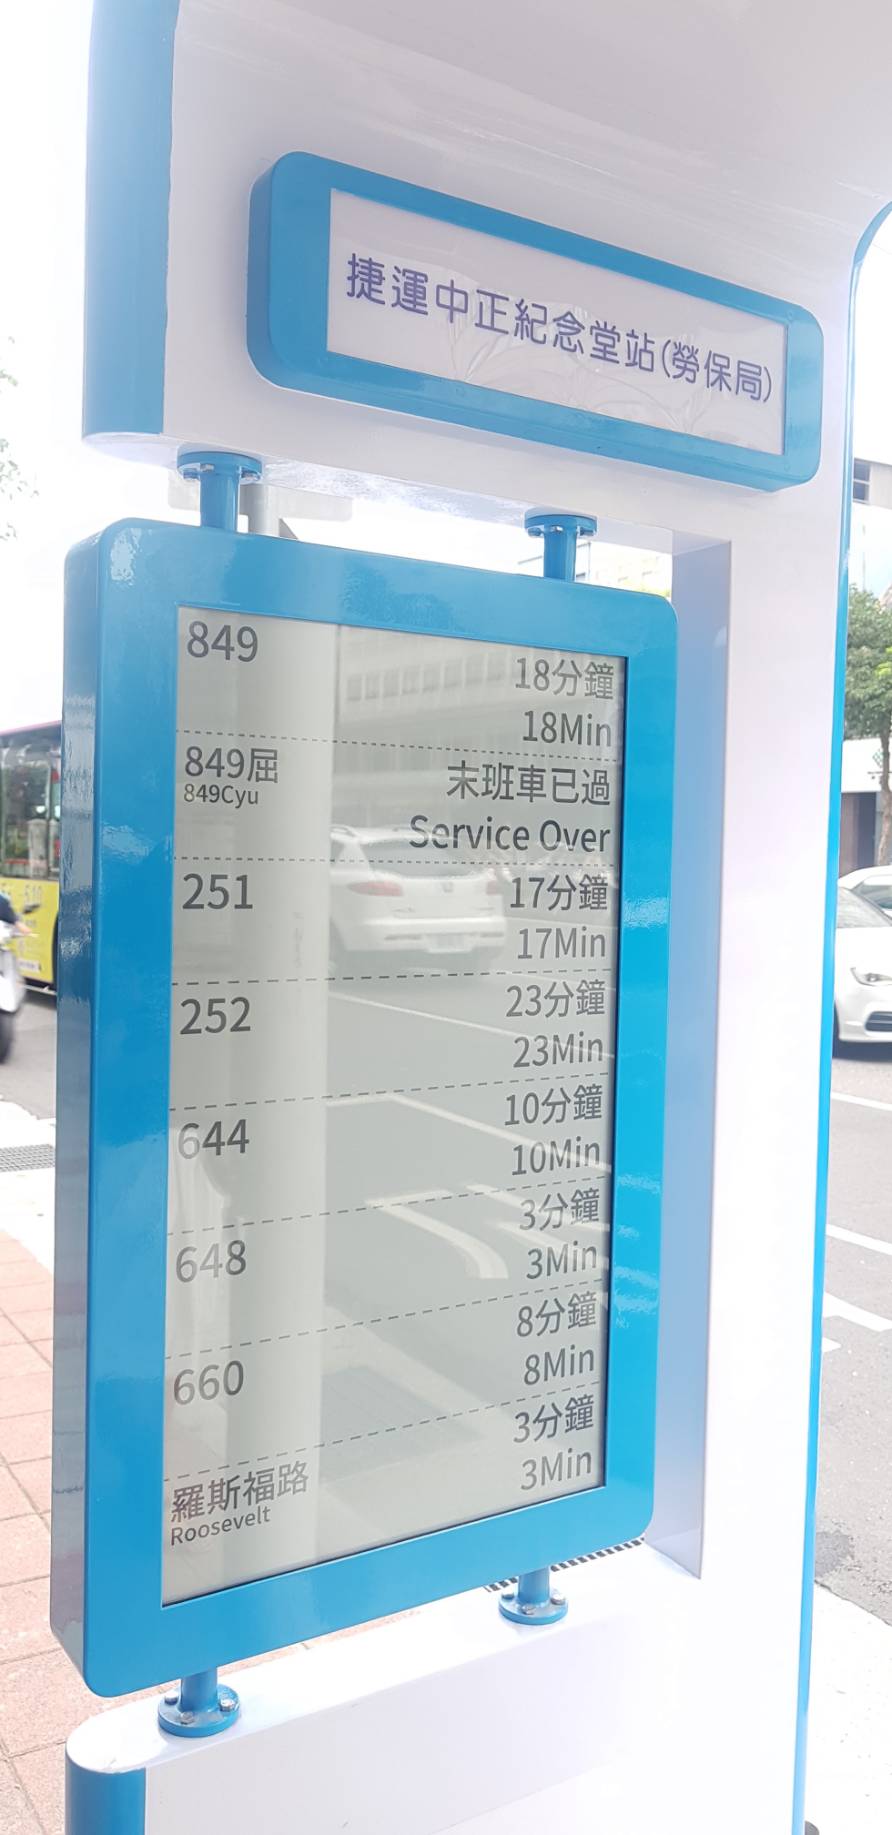 捷運中正紀念堂站(勞保局)
849
18分鐘
18Min
849屈
849Cyu
末班車已過
Service Over
251
17分鐘
17Min
252
23分鐘
23Min
644
10分鐘
10Min
648
3分鐘
3Min
660
8分鐘
8Min
羅斯福路
Roosevelt
3分鐘
3Min